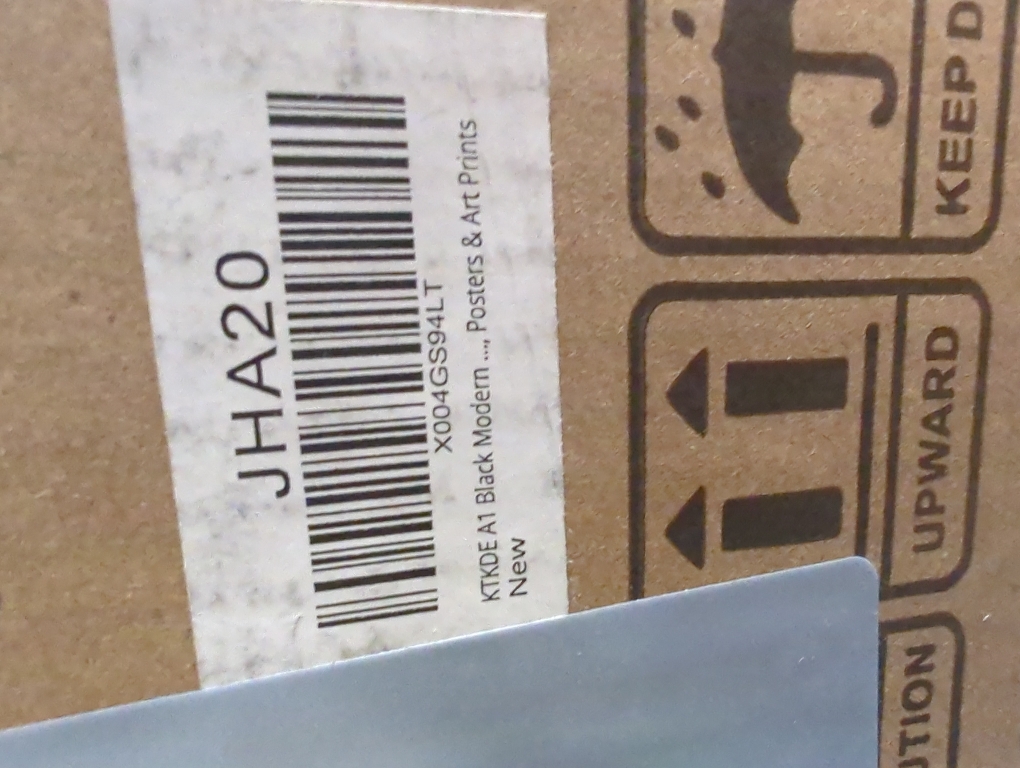 JHA20
X004GS94LT
KTKDE A1 Black Modern ..., Posters & Art Prints
New
KEEP D
UPWARD
UTION